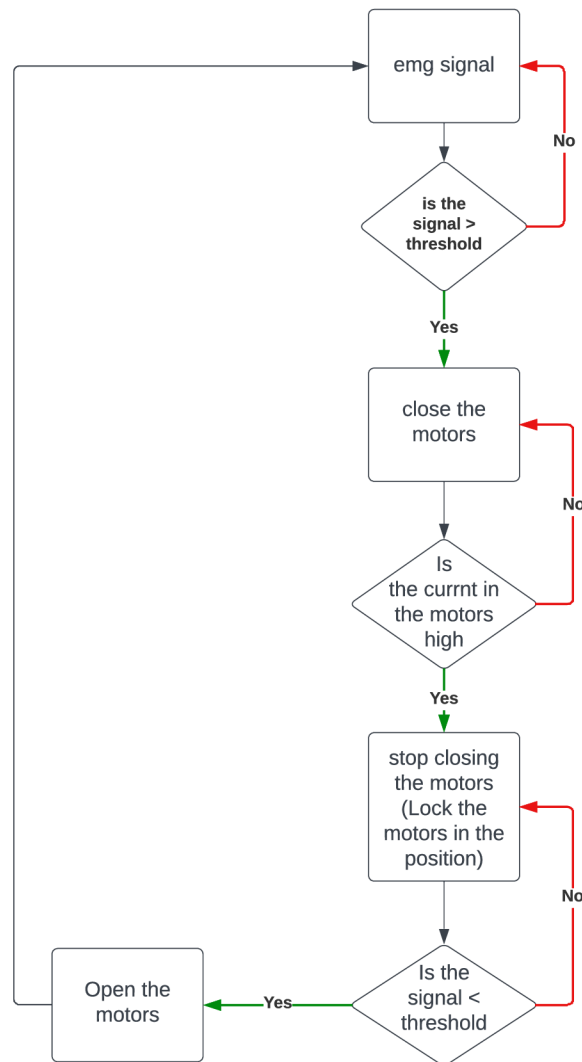 emg signal
No
is the
signal >
threshold
Yes
close the
motors
No
Is
the currnt in
the motors
high
Yes
stop closing
the motors
(Lock the
motors in the
position)
No
Is the
signal <
threshold
Yes
Open the
motors